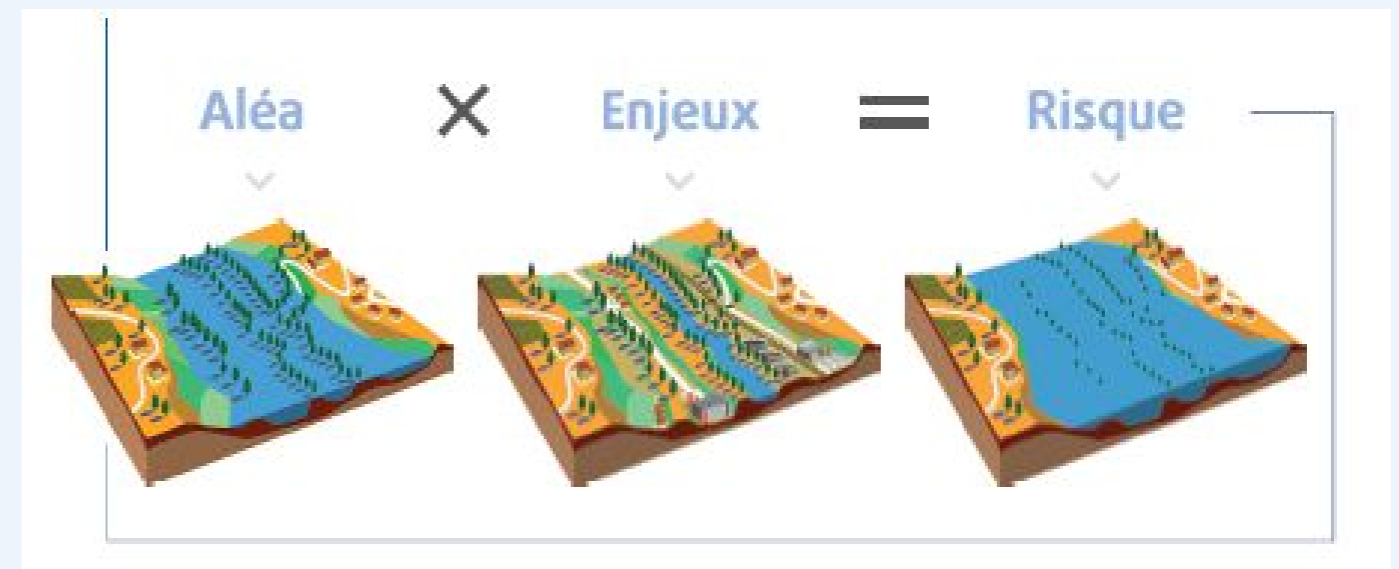 Aléa × Enjeux = Risque